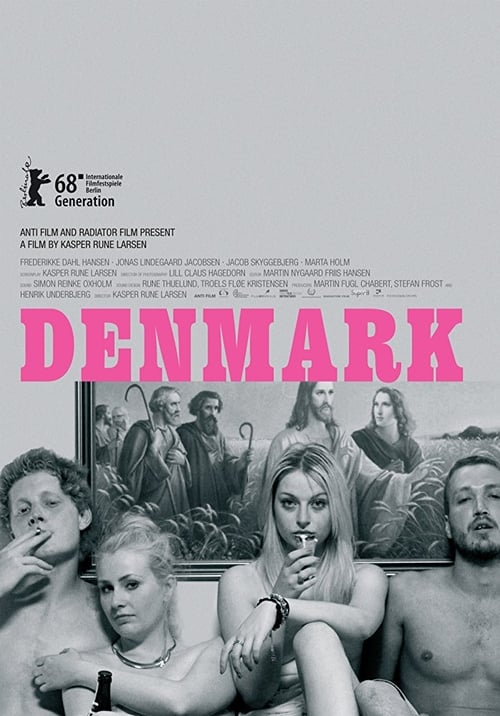 Berlinale
68 Internationale
Filmfestspiele
Berlin
Generation
ANTI FILM AND RADIATOR FILM PRESENT
A FILM BY KASPER RUNE LARSEN
FREDERIKKE DAHL HANSEN · JONAS LINDEGAARD JACOBSEN · JACOB SKYGGEBJERG · MARTA HOLM
SCREENPLAY KASPER RUNE LARSEN DIRECTOR OF PHOTOGRAPHY LILL CLAUS HAGEDORN EDITOR MARTIN NYGAARD FRIIS HANSEN
SOUND SIMON REINKE OXHOLM SOUND DESIGN RUNE THUELUND, TROELS FLØE KRISTENSEN PRODUCERS MARTIN FUGL CHABERT, STEFAN FROST AND
HENRIK UNDERBJERG DIRECTOR KASPER RUNE LARSEN ANTI FILM
DENMARK